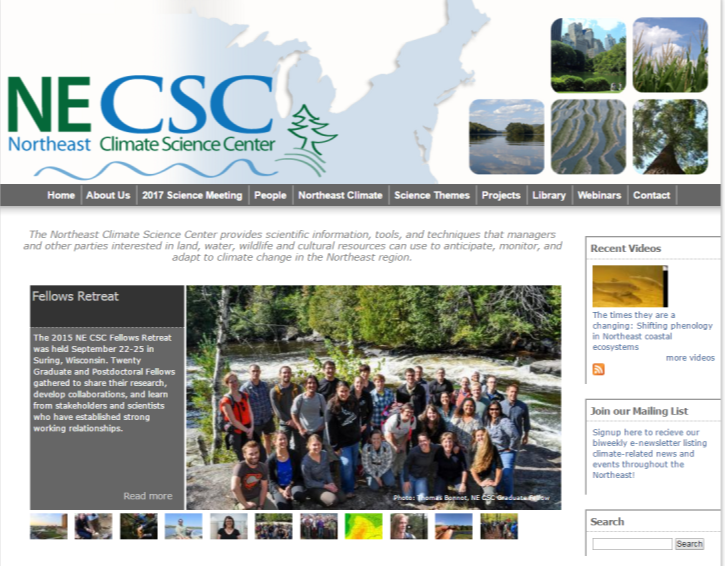 NECSC
Northeast Climate Science Center
Home
About Us
2017 Science Meeting
People
Northeast Climate
Science Themes
Projects
Library
Webinars
Contact
The Northeast Climate Science Center provides scientific information, tools, and techniques that managers
and other parties interested in land, water, wildlife and cultural resources can use to anticipate, monitor, and
adapt to climate change in the Northeast region.
Fellows Retreat
The 2015 NE CSC Fellows Retreat
was held September 22-25 in
Suring, Wisconsin. Twenty
Graduate and Postdoctoral Fellows
gathered to share their research,
develop collaborations, and learn
from stakeholders and scientists
who have established strong
working relationships.
Read more
Photo: Thomas Bonnot, NE CSC Graduate Fellow
Recent Videos
The times they are a
changing: Shifting phenology
in Northeast coastal
ecosystems
more videos
Join our Mailing List
Signup here to recieve our
biweekly e-newsletter listing
climate-related news and
events throughout the
Northeast!
Search
Search